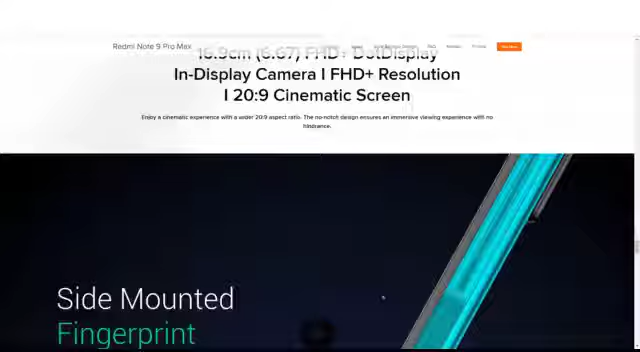 Redmi Note 9 Pro Max
16.9cm (6.67) FHD+ DotDisplay
In-Display Camera I FHD+ Resolution
I 20:9 Cinematic Screen
Enjoy a cinematic experience with a wider 20:9 aspect ratio. The no-notch design ensures an immersive viewing experience with no
hindrance.
Side Mounted
Fingerprint